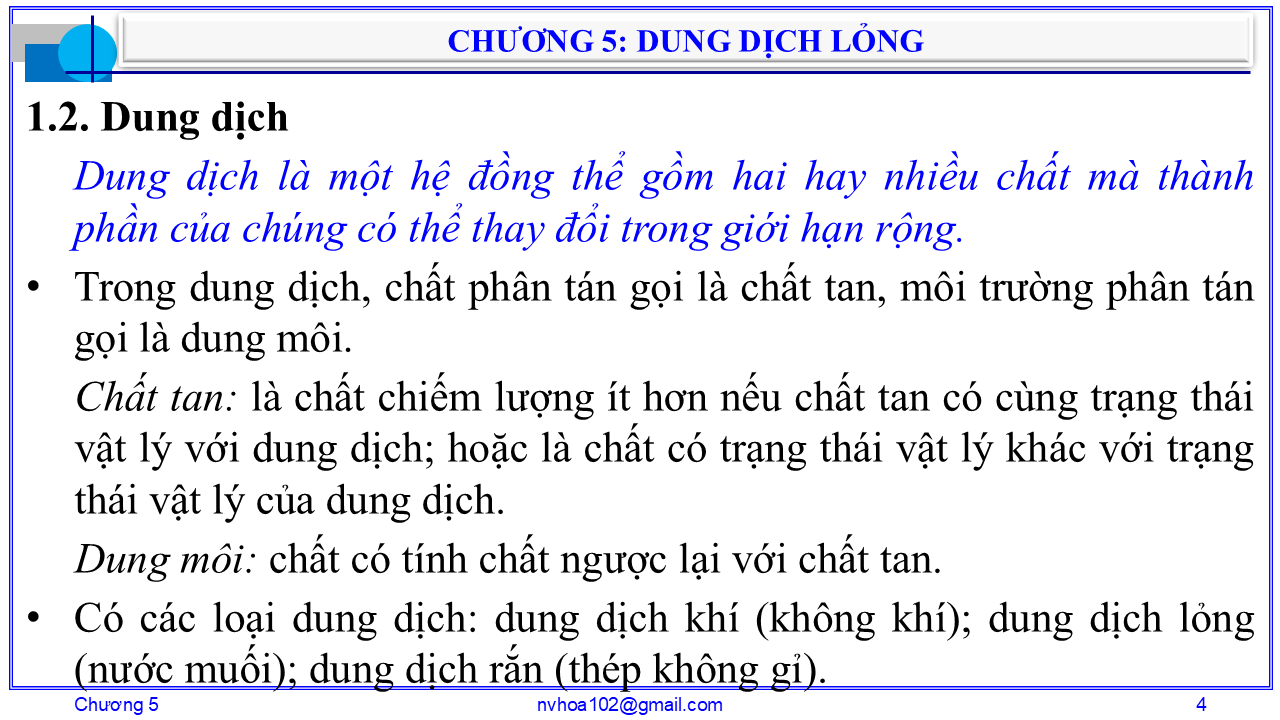 CHƯƠNG 5: DUNG DỊCH LỎNG
1.2. Dung dịch
Dung dịch là một hệ đồng thể gồm hai hay nhiều chất mà thành
phần của chúng có thể thay đổi trong giới hạn rộng.
• Trong dung dịch, chất phân tán gọi là chất tan, môi trường phân tán
gọi là dung môi.
Chất tan: là chất chiếm lượng ít hơn nếu chất tan có cùng trạng thái
vật lý với dung dịch; hoặc là chất có trạng thái vật lý khác với trạng
thái vật lý của dung dịch.
Dung môi: chất có tính chất ngược lại với chất tan.
• Có các loại dung dịch: dung dịch khí (không khí); dung dịch lỏng
(nước muối); dung dịch rắn (thép không gỉ).
Chương 5 nvhoa102@gmail.com 4